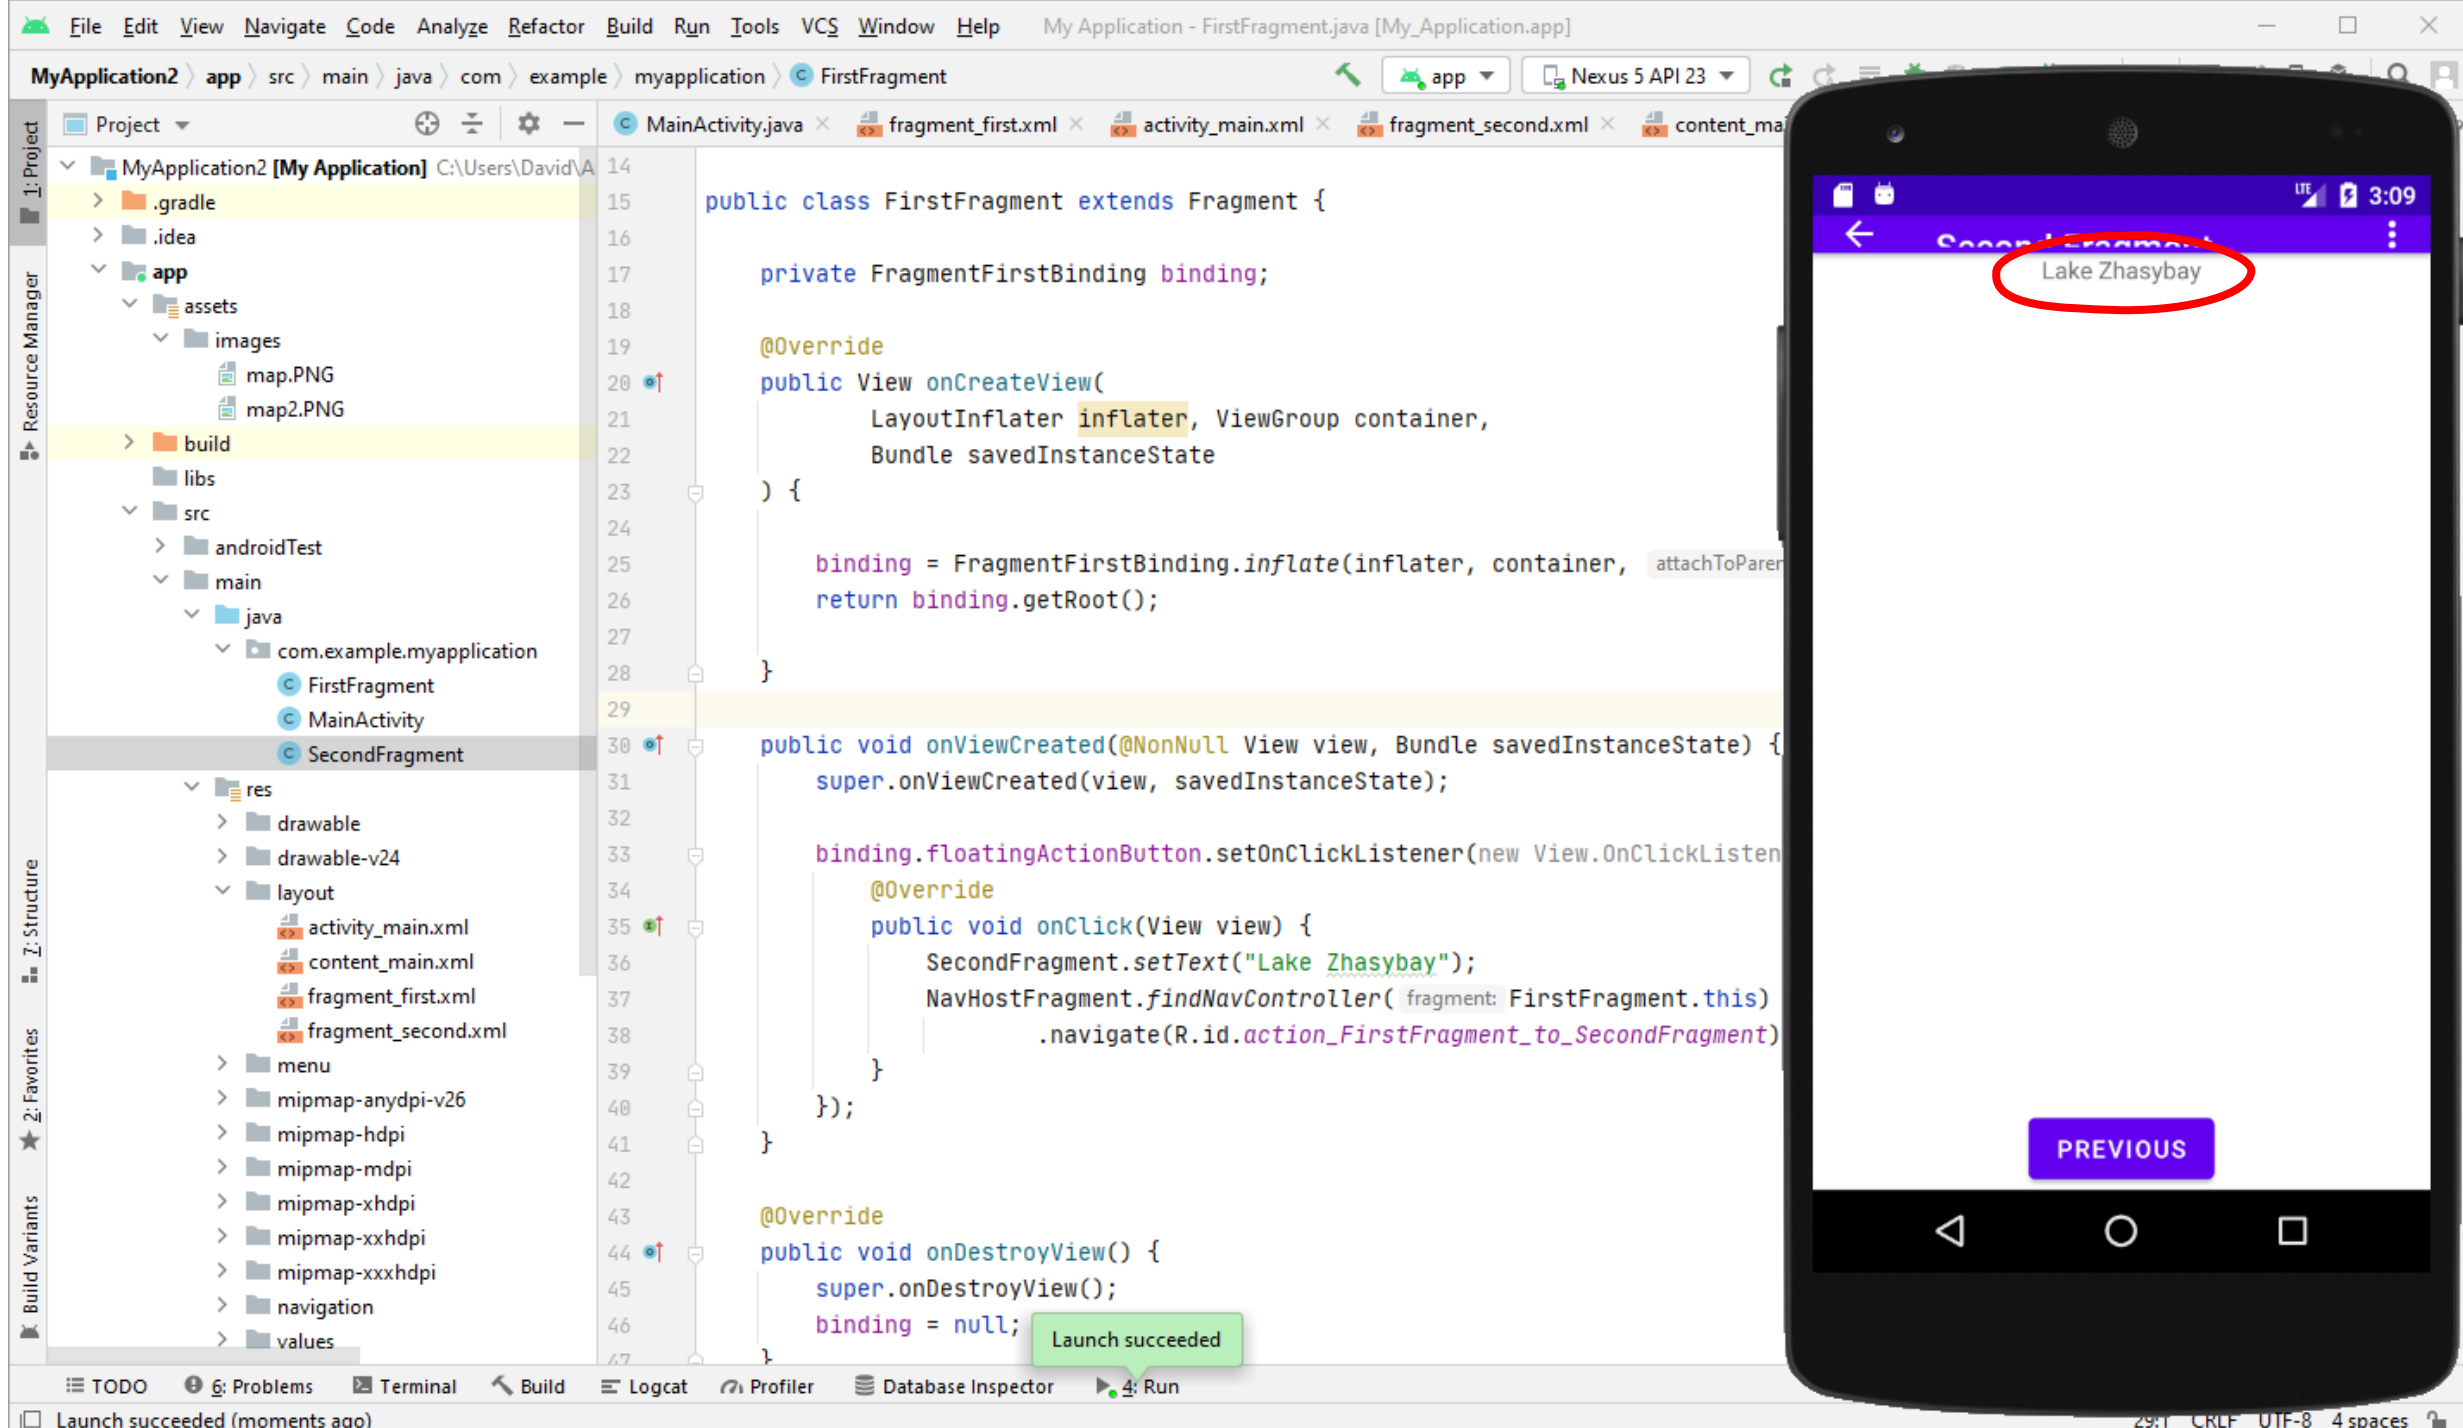 File Edit View Navigate Code Analyze Refactor Build Run Tools VCS Window Help My Application - FirstFragment.java [My_Application.app]
MyApplication2 app src main java com example myapplication FirstFragment app Nexus 5 API 23
Project MainActivity.java fragment_first.xml activity_main.xml fragment_second.xml content_mai
1: Project
Resource Manager
7: Structure
2: Favorites
Build Variants
MyApplication2 [My Application] C:\Users\David\A
.gradle
.idea
app
assets
images
map.PNG
map2.PNG
build
libs
src
androidTest
main
java
com.example.myapplication
FirstFragment
MainActivity
SecondFragment
res
drawable
drawable-v24
layout
activity_main.xml
content_main.xml
fragment_first.xml
fragment_second.xml
menu
mipmap-anydpi-v26
mipmap-hdpi
mipmap-mdpi
mipmap-xhdpi
mipmap-xxhdpi
mipmap-xxxhdpi
navigation
values
14
15 public class FirstFragment extends Fragment {
16
17 private FragmentFirstBinding binding;
18
19 @Override
20 public View onCreateView(
21 LayoutInflater inflater, ViewGroup container,
22 Bundle savedInstanceState
23 ) {
24
25 binding = FragmentFirstBinding.inflate(inflater, container, attachToParen
26 return binding.getRoot();
27
28 }
29
30 public void onViewCreated(@NonNull View view, Bundle savedInstanceState) {
31 super.onViewCreated(view, savedInstanceState);
32
33 binding.floatingActionButton.setOnClickListener(new View.OnClickListen
34 @Override
35 public void onClick(View view) {
36 SecondFragment.setText("Lake Zhasybay");
37 NavHostFragment.findNavController( fragment: FirstFragment.this)
38 .navigate(R.id.action_FirstFragment_to_SecondFragment)
39 }
40 });
41 }
42
43 @Override
44 public void onDestroyView() {
45 super.onDestroyView();
46 binding = null;
47 }
Launch succeeded
LTE 3:09
Second Fragment
Lake Zhasybay
PREVIOUS
TODO 6: Problems Terminal Build Logcat Profiler Database Inspector 4: Run
Launch succeeded (moments ago) 29:1 CRLF UTF-8 4 spaces